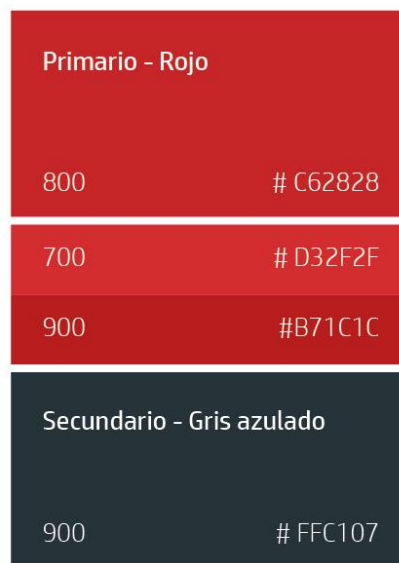 Primario - Rojo
800 # C62828
700 # D32F2F
900 #B71C1C
Secundario - Gris azulado
900 # FFC107